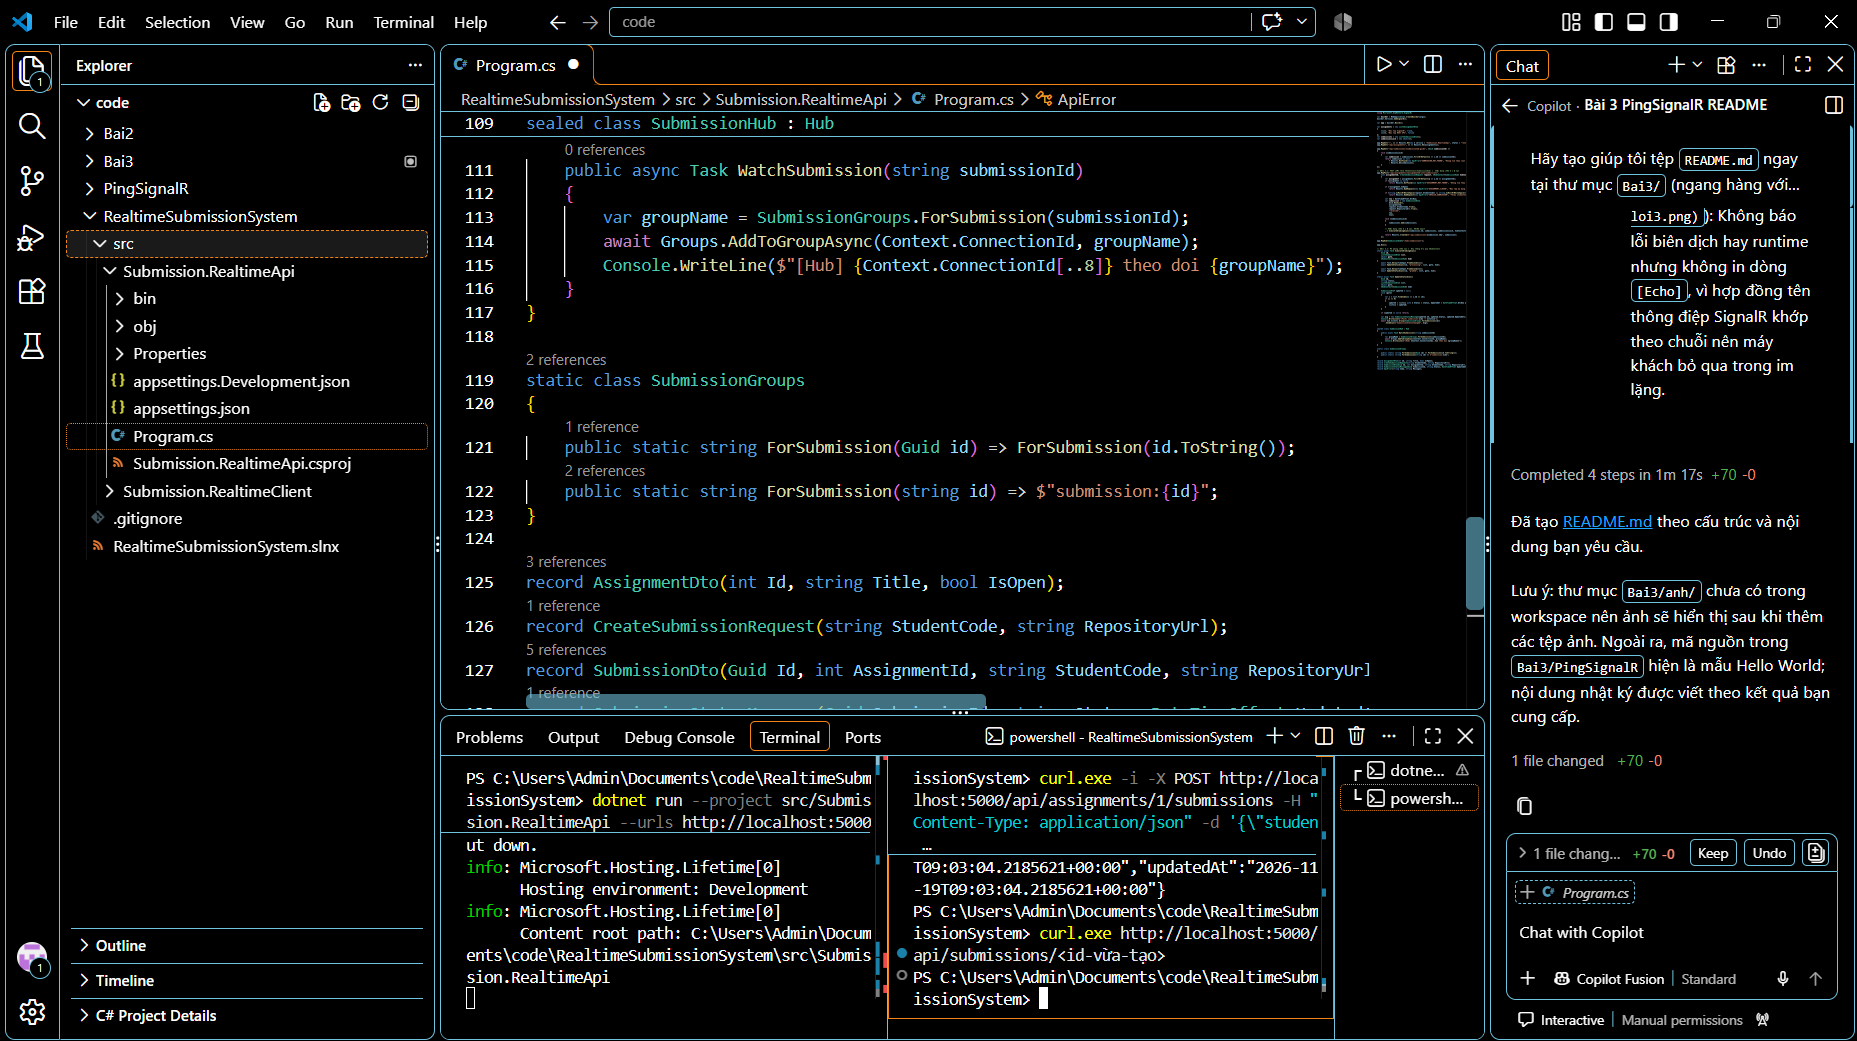 File Edit Selection View Go Run Terminal Help
code
Explorer
code
Bai2
Bai3
PingSignalR
RealtimeSubmissionSystem
src
Submission.RealtimeApi
bin
obj
Properties
appsettings.Development.json
appsettings.json
Program.cs
Submission.RealtimeApi.csproj
Submission.RealtimeClient
.gitignore
RealtimeSubmissionSystem.slnx
Outline
Timeline
C# Project Details
1
1
Program.cs
RealtimeSubmissionSystem > src > Submission.RealtimeApi > Program.cs > ApiError
109 sealed class SubmissionHub : Hub
0 references
111 public async Task WatchSubmission(string submissionId)
112 {
113 var groupName = SubmissionGroups.ForSubmission(submissionId);
114 await Groups.AddToGroupAsync(Context.ConnectionId, groupName);
115 Console.WriteLine($"[Hub] {Context.ConnectionId[..8]} theo doi {groupName}");
116 }
117 }
118
2 references
119 static class SubmissionGroups
120 {
1 reference
121 public static string ForSubmission(Guid id) => ForSubmission(id.ToString());
2 references
122 public static string ForSubmission(string id) => $"submission:{id}";
123 }
124
3 references
125 record AssignmentDto(int Id, string Title, bool IsOpen);
1 reference
126 record CreateSubmissionRequest(string StudentCode, string RepositoryUrl);
5 references
127 record SubmissionDto(Guid Id, int AssignmentId, string StudentCode, string RepositoryUrl
1 reference
Problems Output Debug Console Terminal Ports
powershell - RealtimeSubmissionSystem
PS C:\Users\Admin\Documents\code\RealtimeSubm
issionSystem> dotnet run --project src/Submis
sion.RealtimeApi --urls http://localhost:5000
ut down.
info: Microsoft.Hosting.Lifetime[0]
Hosting environment: Development
info: Microsoft.Hosting.Lifetime[0]
Content root path: C:\Users\Admin\Docum
ents\code\RealtimeSubmissionSystem\src\Submis
sion.RealtimeApi
issionSystem> curl.exe -i -X POST http://loca
lhost:5000/api/assignments/1/submissions -H "
Content-Type: application/json" -d '{\"studen
…
T09:03:04.2185621+00:00","updatedAt":"2026-11
-19T09:03:04.2185621+00:00"}
PS C:\Users\Admin\Documents\code\RealtimeSubm
issionSystem> curl.exe http://localhost:5000/
api/submissions/<id-vừa-tạo>
PS C:\Users\Admin\Documents\code\RealtimeSubm
issionSystem>
dotne...
powersh...
Chat
Copilot · Bài 3 PingSignalR README
Hãy tạo giúp tôi tệp README.md ngay
tại thư mục Bai3/ (ngang hàng với...
loi3.png)): Không báo
lỗi biên dịch hay runtime
nhưng không in dòng
[Echo], vì hợp đồng tên
thông điệp SignalR khớp
theo chuỗi nên máy
khách bỏ qua trong im
lặng.
Completed 4 steps in 1m 17s +70 -0
Đã tạo README.md theo cấu trúc và nội
dung bạn yêu cầu.
Lưu ý: thư mục Bai3/anh/ chưa có trong
workspace nên ảnh sẽ hiển thị sau khi thêm
các tệp ảnh. Ngoài ra, mã nguồn trong
Bai3/PingSignalR hiện là mẫu Hello World;
nội dung nhật ký được viết theo kết quả bạn
cung cấp.
1 file changed +70 -0
1 file chang... +70 -0 Keep Undo
Program.cs
Chat with Copilot
Copilot Fusion | Standard
Interactive | Manual permissions